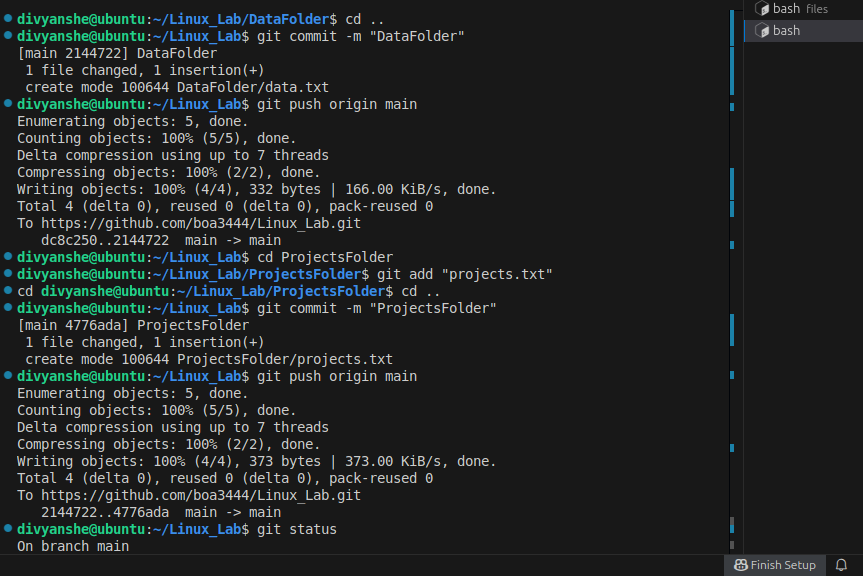 divyanshe@ubuntu:~/Linux_Lab/DataFolder$ cd ..
divyanshe@ubuntu:~/Linux_Lab$ git commit -m "DataFolder"
[main 2144722] DataFolder
 1 file changed, 1 insertion(+)
 create mode 100644 DataFolder/data.txt
divyanshe@ubuntu:~/Linux_Lab$ git push origin main
Enumerating objects: 5, done.
Counting objects: 100% (5/5), done.
Delta compression using up to 7 threads
Compressing objects: 100% (2/2), done.
Writing objects: 100% (4/4), 332 bytes | 166.00 KiB/s, done.
Total 4 (delta 0), reused 0 (delta 0), pack-reused 0
To https://github.com/boa3444/Linux_Lab.git
   dc8c250..2144722  main -> main
divyanshe@ubuntu:~/Linux_Lab$ cd ProjectsFolder
divyanshe@ubuntu:~/Linux_Lab/ProjectsFolder$ git add "projects.txt"
cd divyanshe@ubuntu:~/Linux_Lab/ProjectsFolder$ cd ..
divyanshe@ubuntu:~/Linux_Lab$ git commit -m "ProjectsFolder"
[main 4776ada] ProjectsFolder
 1 file changed, 1 insertion(+)
 create mode 100644 ProjectsFolder/projects.txt
divyanshe@ubuntu:~/Linux_Lab$ git push origin main
Enumerating objects: 5, done.
Counting objects: 100% (5/5), done.
Delta compression using up to 7 threads
Compressing objects: 100% (2/2), done.
Writing objects: 100% (4/4), 373 bytes | 373.00 KiB/s, done.
Total 4 (delta 0), reused 0 (delta 0), pack-reused 0
To https://github.com/boa3444/Linux_Lab.git
   2144722..4776ada  main -> main
divyanshe@ubuntu:~/Linux_Lab$ git status
On branch main
bash files
bash
Finish Setup